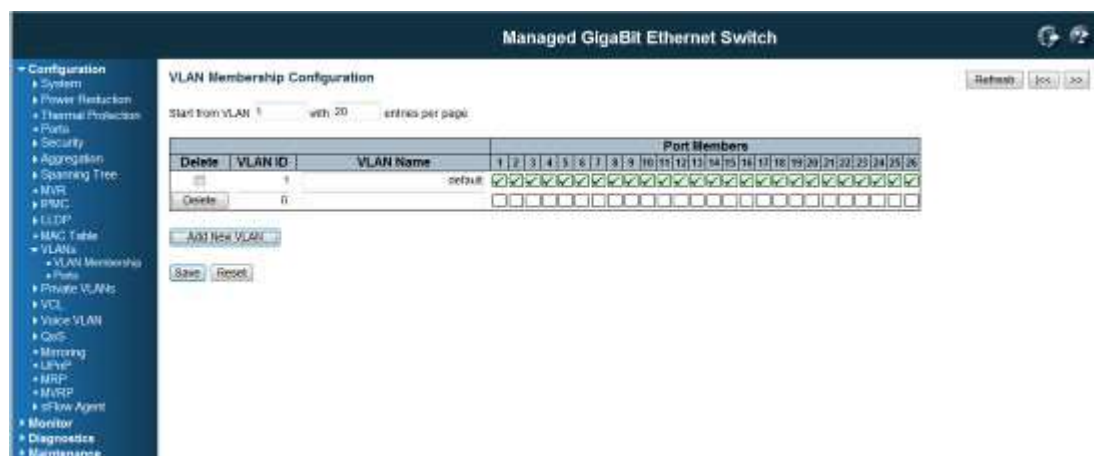 Managed GigaBit Ethernet Switch
Configuration
System
Power Reduction
Thermal Protection
Ports
Security
Aggregation
Spanning Tree
MVR
IPMC
LLDP
MAC Table
VLANs
VLAN Membership
Ports
Private VLANs
VCL
Voice VLAN
QoS
Mirroring
UPnP
MRP
MVRP
sFlow Agent
Monitor
Diagnostics
Maintenance
VLAN Membership Configuration
Refresh |<< >>
Start from VLAN 1 with 20 entries per page.
Port Members
Delete VLAN ID VLAN Name 1 2 3 4 5 6 7 8 9 10 11 12 13 14 15 16 17 18 19 20 21 22 23 24 25 26
1 default
Delete 0
Add New VLAN
Save Reset